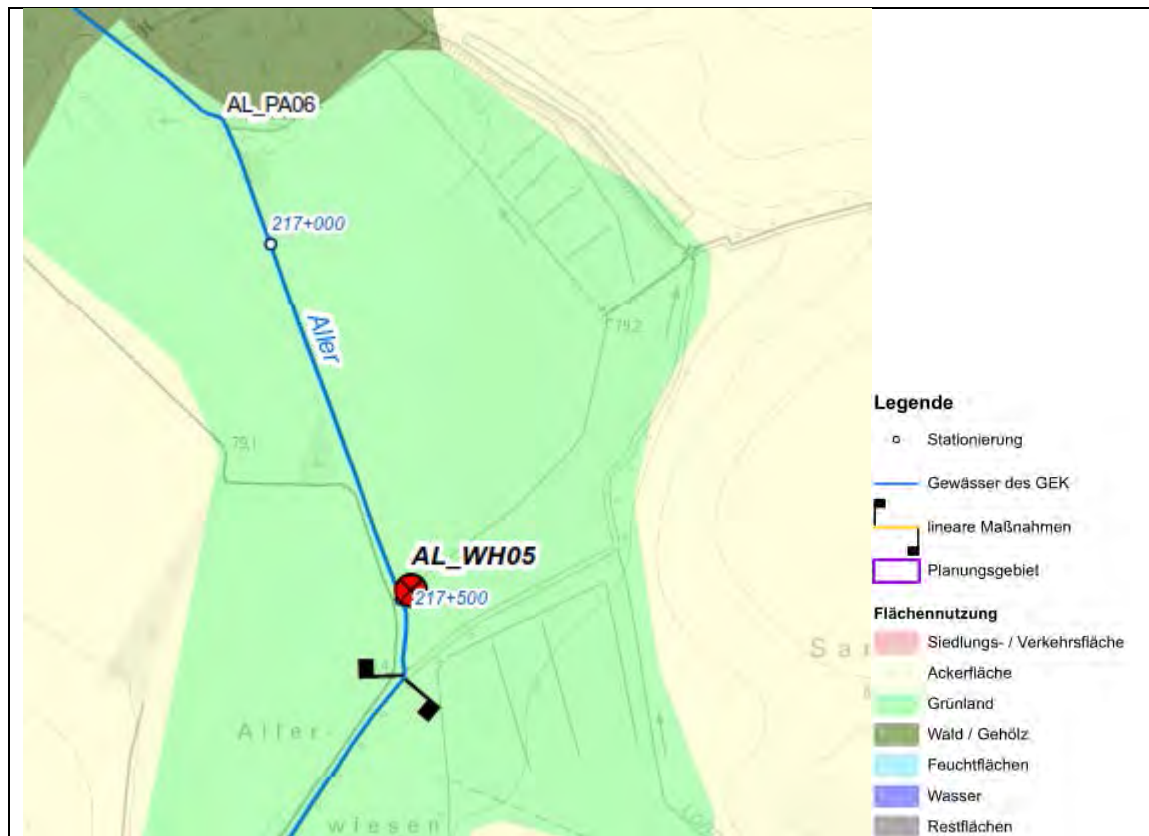 AL_PA06
217+000
Aller
79,2
79,1
AL_WH05
217+500
Sar
Aller-
wiesen
Legende
Stationierung
Gewässer des GEK
lineare Maßnahmen
Planungsgebiet
Flächennutzung
Siedlungs- / Verkehrsfläche
Ackerfläche
Grünland
Wald / Gehölz
Feuchtflächen
Wasser
Restflächen